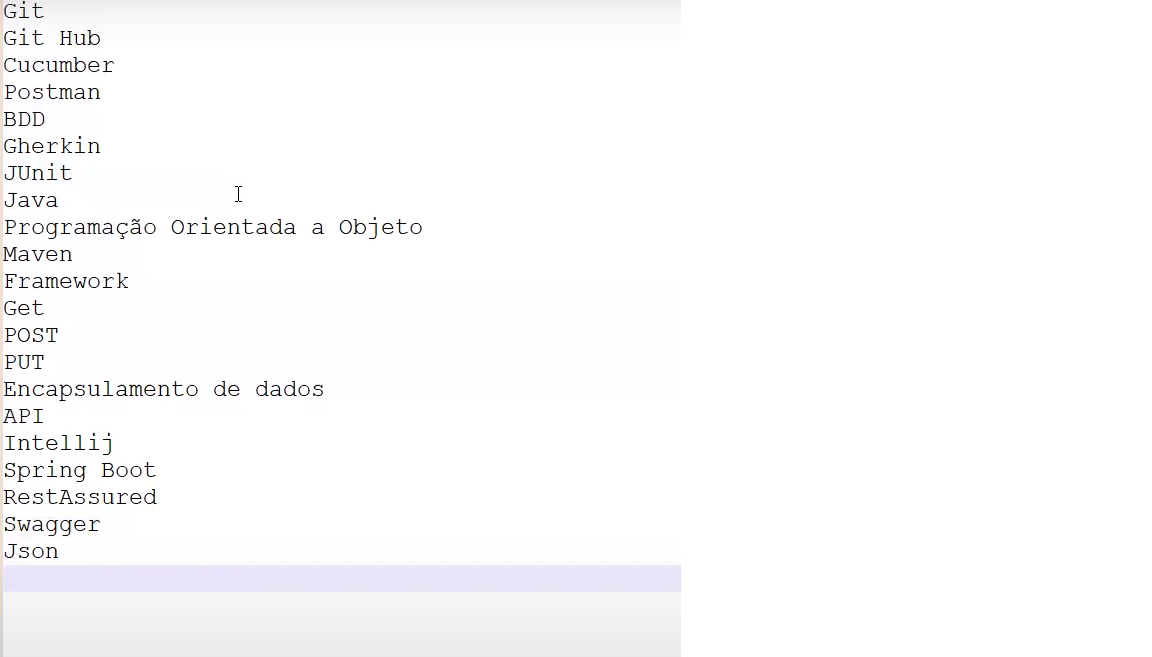 Git
Git Hub
Cucumber
Postman
BDD
Gherkin
JUnit
Java
Programação Orientada a Objeto
Maven
Framework
Get
POST
PUT
Encapsulamento de dados
API
Intellij
Spring Boot
RestAssured
Swagger
Json